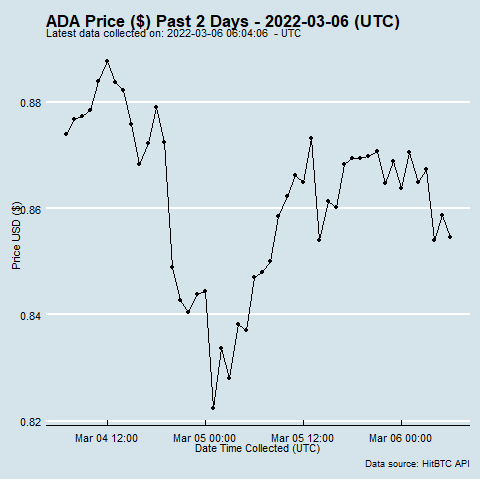 ADA Price ($) Past 2 Days - 2022-03-06 (UTC)
Latest data collected on: 2022-03-06 06:04:06 - UTC
0.88
0.86
0.84
0.82
Price USD ($)
Mar 04 12:00
Mar 05 00:00
Mar 05 12:00
Mar 06 00:00
Date Time Collected (UTC)
Data source: HitBTC API